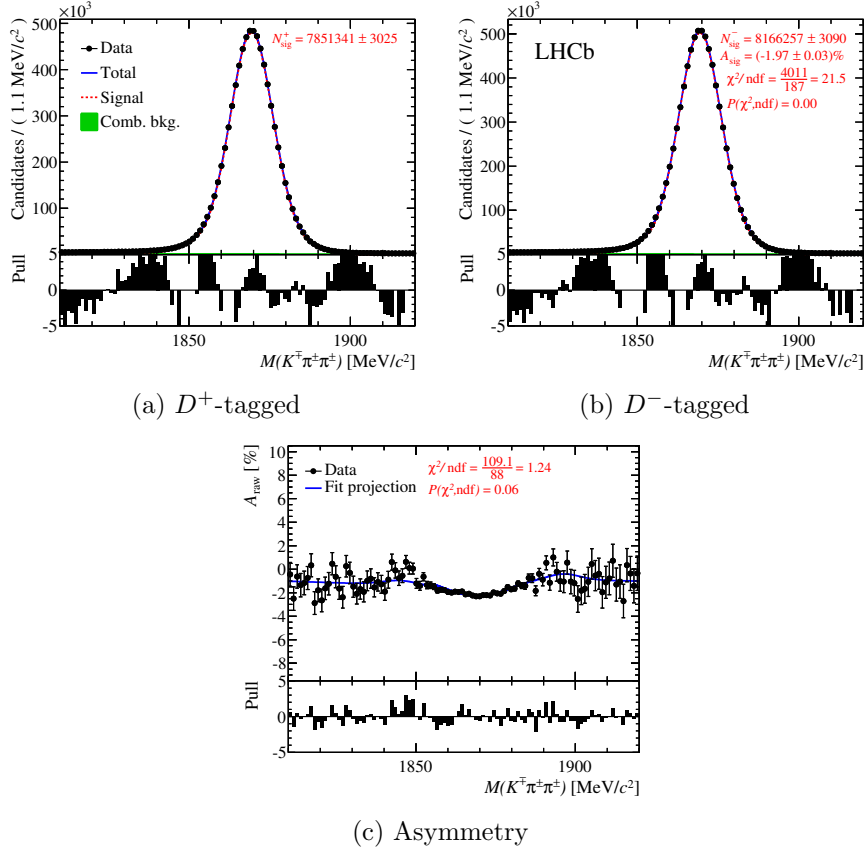 ×10³
Candidates / ( 1.1 MeV/c² )
500
400
300
200
100
Data
Total
Signal
Comb. bkg.
N⁺sig = 7851341 ± 3025
Pull
5
0
-5
1850
1900
M(K∓π±π±) [MeV/c²]
(a) D⁺-tagged
×10³
Candidates / ( 1.1 MeV/c² )
500
400
300
200
100
LHCb
N⁻sig = 8166257 ± 3090
Asig = (-1.97 ± 0.03)%
χ²/ndf = 4011/187 = 21.5
P(χ²,ndf) = 0.00
Pull
5
0
-5
1850
1900
M(K∓π±π±) [MeV/c²]
(b) D⁻-tagged
Araw [%]
10
8
6
4
2
0
-2
-4
-6
-8
Data
Fit projection
χ²/ndf = 109.1/88 = 1.24
P(χ²,ndf) = 0.06
Pull
5
0
-5
1850
1900
M(K∓π±π±) [MeV/c²]
(c) Asymmetry